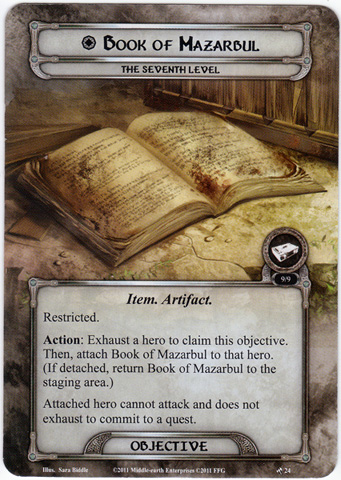 Book of Mazarbul
The Seventh Level
9/9
Item. Artifact.
Restricted.
Action: Exhaust a hero to claim this objective.
Then, attach Book of Mazarbul to that hero.
(If detached, return Book of Mazarbul to the
staging area.)
Attached hero cannot attack and does not
exhaust to commit to a quest.
Objective
Illus. Sara Biddle ©2011 Middle-earth Enterprises ©2011 FFG 24